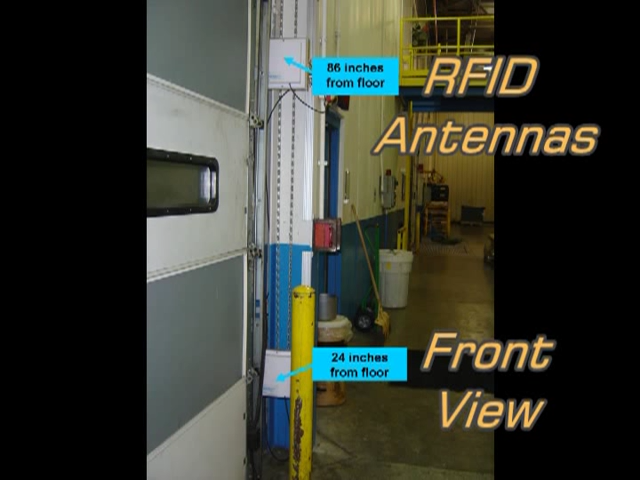 86 inches
from floor
RFID
Antennas
24 inches
from floor
Front
View